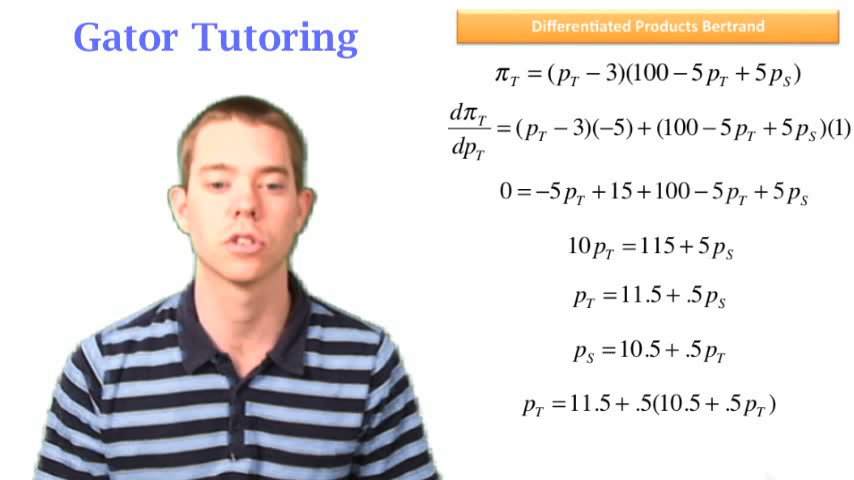 Gator Tutoring
Differentiated Products Bertrand
π_T = (p_T − 3)(100 − 5p_T + 5p_S)
dπ_T/dp_T = (p_T − 3)(−5) + (100 − 5p_T + 5p_S)(1)
0 = −5p_T + 15 + 100 − 5p_T + 5p_S
10p_T = 115 + 5p_S
p_T = 11.5 + .5p_S
p_S = 10.5 + .5p_T
p_T = 11.5 + .5(10.5 + .5p_T)